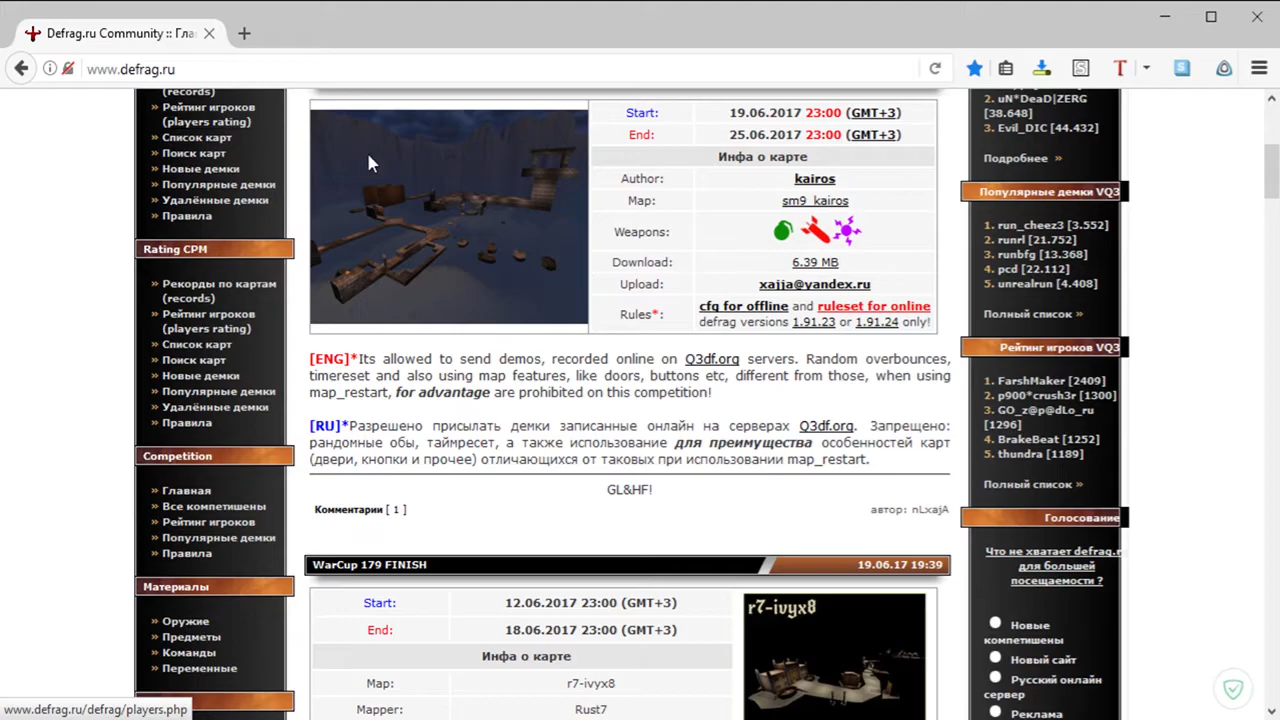 Defrag.ru Community :: Гла
www.defrag.ru
S
T
S
(records)
» Рейтинг игроков
(players rating)
» Список карт
» Поиск карт
» Новые демки
» Популярные демки
» Удалённые демки
» Правила
Rating CPM
» Рекорды по картам
(records)
» Рейтинг игроков
(players rating)
» Список карт
» Поиск карт
» Новые демки
» Популярные демки
» Удалённые демки
» Правила
Competition
» Главная
» Все компетишены
» Рейтинг игроков
» Популярные демки
» Правила
Материалы
» Оружие
» Предметы
» Команды
» Переменные
www.defrag.ru/defrag/players.php
Start: 19.06.2017 23:00 (GMT+3)
End: 25.06.2017 23:00 (GMT+3)
Инфа о карте
Author: kairos
Map: sm9_kairos
Weapons:
Download: 6.39 MB
Upload: xajja@yandex.ru
Rules*: cfg for offline and ruleset for online
defrag versions 1.91.23 or 1.91.24 only!
[ENG]*Its allowed to send demos, recorded online on Q3df.org servers. Random overbounces,
timereset and also using map features, like doors, buttons etc, different from those, when using
map_restart, for advantage are prohibited on this competition!
[RU]*Разрешено присылать демки записанные онлайн на серверах Q3df.org. Запрещено:
рандомные обы, таймресет, а также использование для преимущества особенностей карт
(двери, кнопки и прочее) отличающихся от таковых при использовании map_restart.
GL&HF!
Комментарии [ 1 ] автор: nLxajA
WarCup 179 FINISH 19.06.17 19:39
Start: 12.06.2017 23:00 (GMT+3)
End: 18.06.2017 23:00 (GMT+3)
Инфа о карте
Map: r7-ivyx8
Mapper: Rust7
r7-ivyx8
2. uN*DeaD|ZERG
[38.648]
3. Evil_DIC [44.432]
Подробнее »
Популярные демки VQ3
1. run_cheez3 [3.552]
2. runrl [21.752]
3. runbfg [13.368]
4. pcd [22.112]
5. unrealrun [4.408]
Полный список »
Рейтинг игроков VQ3
1. FarshMaker [2409]
2. p900*crush3r [1300]
3. GO_z@p@dLo_ru
[1296]
4. BrakeBeat [1252]
5. thundra [1189]
Полный список »
Голосование
Что не хватает defrag.r
для большей
посещаемости ?
Новые
компетишены
Новый сайт
Русский онлайн
сервер
Реклама